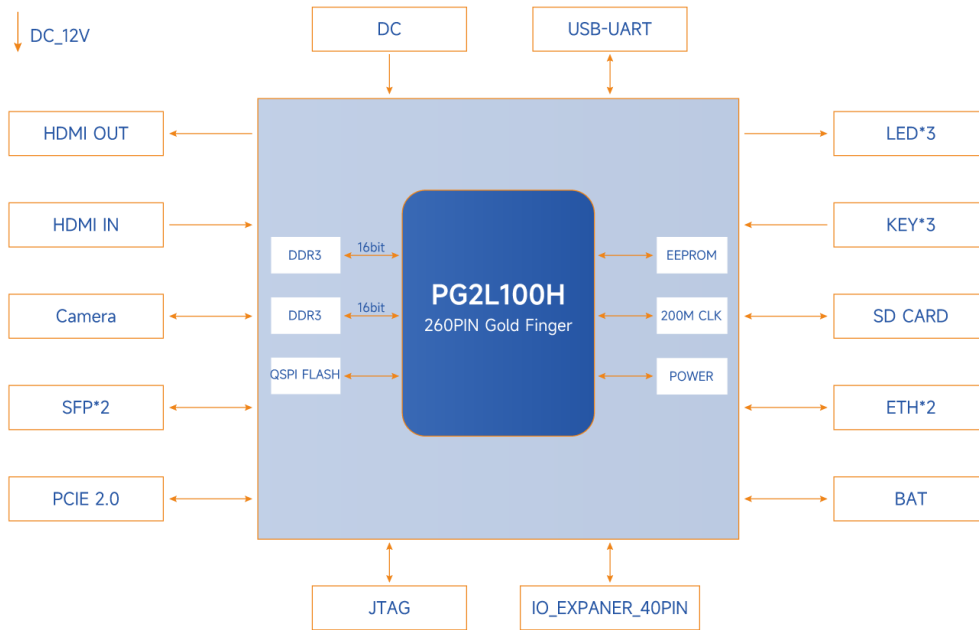 DC_12V
DC
USB-UART
HDMI OUT
LED*3
HDMI IN
KEY*3
DDR3
16bit
EEPROM
PG2L100H
260PIN Gold Finger
Camera
DDR3
16bit
200M CLK
SD CARD
QSPI FLASH
POWER
SFP*2
ETH*2
PCIE 2.0
BAT
JTAG
IO_EXPANER_40PIN